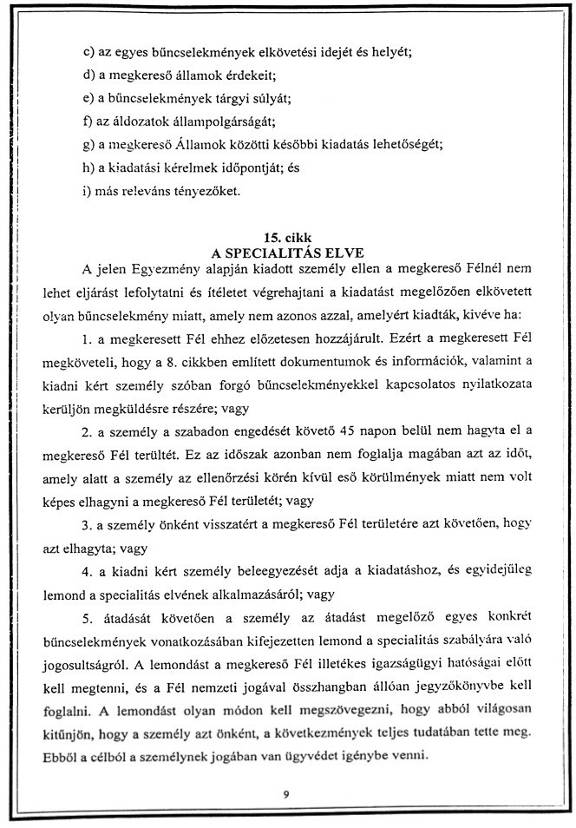 c) az egyes bűncselekmények elkövetési idejét és helyét;
d) a megkereső államok érdekeit;
e) a bűncselekmények tárgyi súlyát;
f) az áldozatok állampolgárságát;
g) a megkereső Államok közötti későbbi kiadatás lehetőségét;
h) a kiadatási kérelmek időpontját; és
i) más releváns tényezőket.
15. cikk
A SPECIALITÁS ELVE
A jelen Egyezmény alapján kiadott személy ellen a megkereső Félnél nem
lehet eljárást lefolytatni és ítéletet végrehajtani a kiadatást megelőzően elkövetett
olyan bűncselekmény miatt, amely nem azonos azzal, amelyért kiadták, kivéve ha:
1. a megkeresett Fél ehhez előzetesen hozzájárult. Ezért a megkeresett Fél
megköveteli, hogy a 8. cikkben említett dokumentumok és információk, valamint a
kiadni kért személy szóban forgó bűncselekményekkel kapcsolatos nyilatkozata
kerüljön megküldésre részére; vagy
2. a személy a szabadon engedését követő 45 napon belül nem hagyta el a
megkereső Fél terültét. Ez az időszak azonban nem foglalja magában azt az időt,
amely alatt a személy az ellenőrzési körén kívül eső körülmények miatt nem volt
képes elhagyni a megkereső Fél területét; vagy
3. a személy önként visszatért a megkereső Fél területére azt követően, hogy
azt elhagyta; vagy
4. a kiadni kért személy beleegyezését adja a kiadatáshoz, és egyidejűleg
lemond a specialitás elvének alkalmazásáról; vagy
5. átadását követően a személy az átadást megelőző egyes konkrét
bűncselekmények vonatkozásában kifejezetten lemond a specialitás szabályára való
jogosultságról. A lemondást a megkereső Fél illetékes igazságügyi hatóságai előtt
kell megtenni, és a Fél nemzeti jogával összhangban állóan jegyzőkönyvbe kell
foglalni. A lemondást olyan módon kell megszövegezni, hogy abból világosan
kitűnjön, hogy a személy azt önként, a következmények teljes tudatában tette meg.
Ebből a célból a személynek jogában van ügyvédet igénybe venni.
9